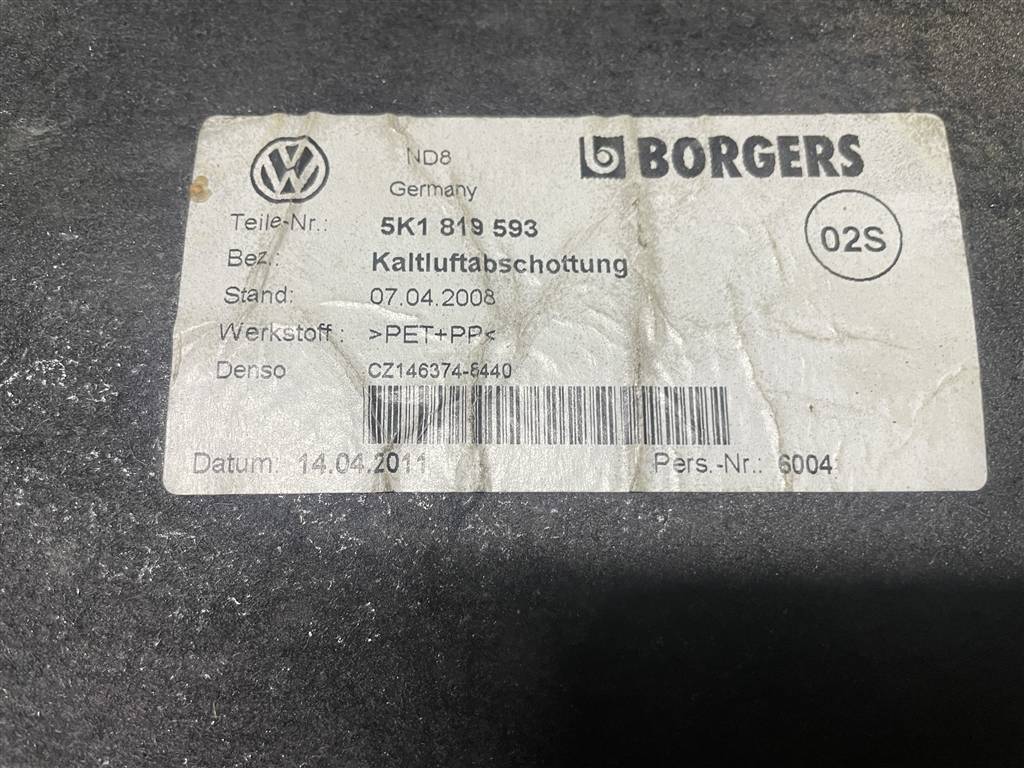 ND8
BORGERS
Germany
Teile-Nr.: 5K1 819 593
02S
Bez.: Kaltluftabschottung
Stand: 07.04.2008
Werkstoff : >PET+PP<
Denso CZ146374-8440
Datum: 14.04.2011 Pers.-Nr.: 6004